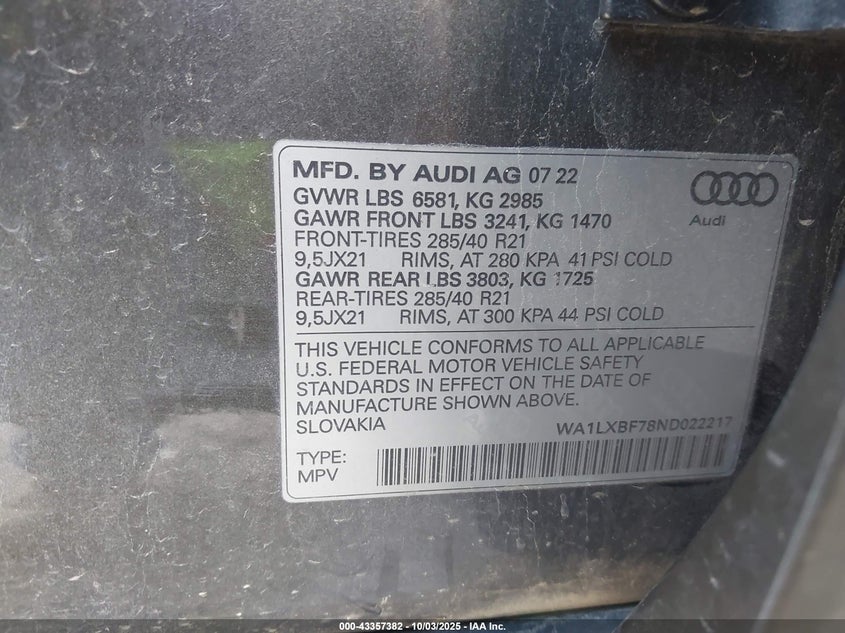 MFD. BY AUDI AG 07 22
GVWR LBS 6581, KG 2985
GAWR FRONT LBS 3241, KG 1470
FRONT-TIRES 285/40 R21
9,5JX21 RIMS, AT 280 KPA 41 PSI COLD
GAWR REAR LBS 3803, KG 1725
REAR-TIRES 285/40 R21
9,5JX21 RIMS, AT 300 KPA 44 PSI COLD
Audi
THIS VEHICLE CONFORMS TO ALL APPLICABLE
U.S. FEDERAL MOTOR VEHICLE SAFETY
STANDARDS IN EFFECT ON THE DATE OF
MANUFACTURE SHOWN ABOVE.
SLOVAKIA WA1LXBF78ND022217
TYPE:
MPV
000-43357382 - 10/03/2025 - IAA Inc.